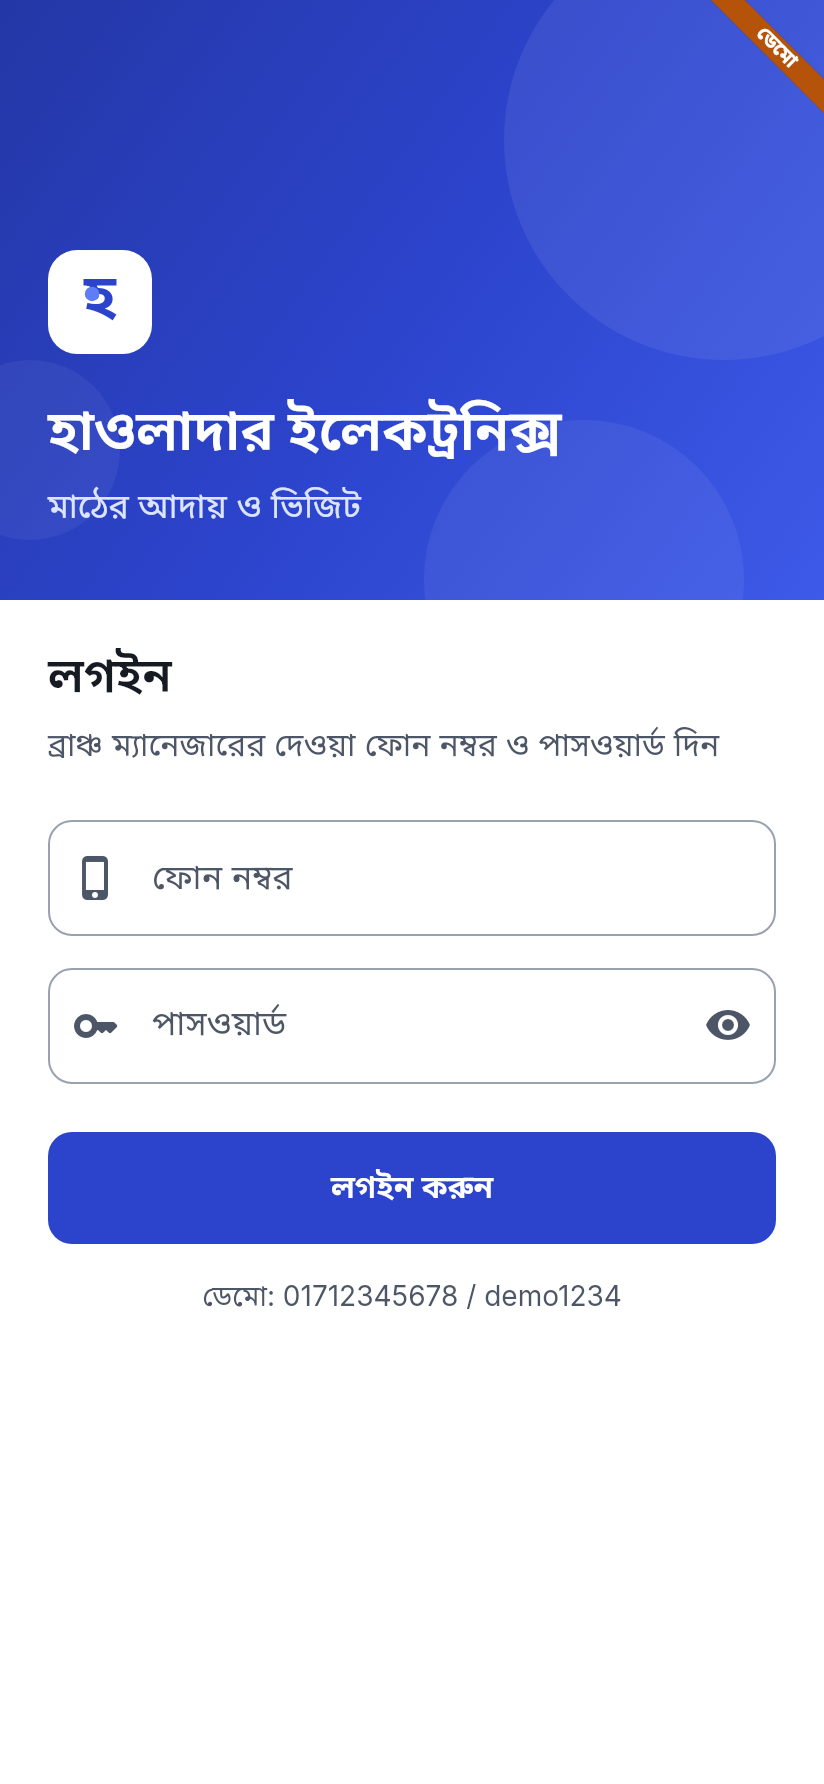 ডেমো
হ
হাওলাদার ইলেকট্রনিক্স
মাঠের আদায় ও ভিজিট
লগইন
ব্রাঞ্চ ম্যানেজারের দেওয়া ফোন নম্বর ও পাসওয়ার্ড দিন
ফোন নম্বর
পাসওয়ার্ড
লগইন করুন
ডেমো: 01712345678 / demo1234